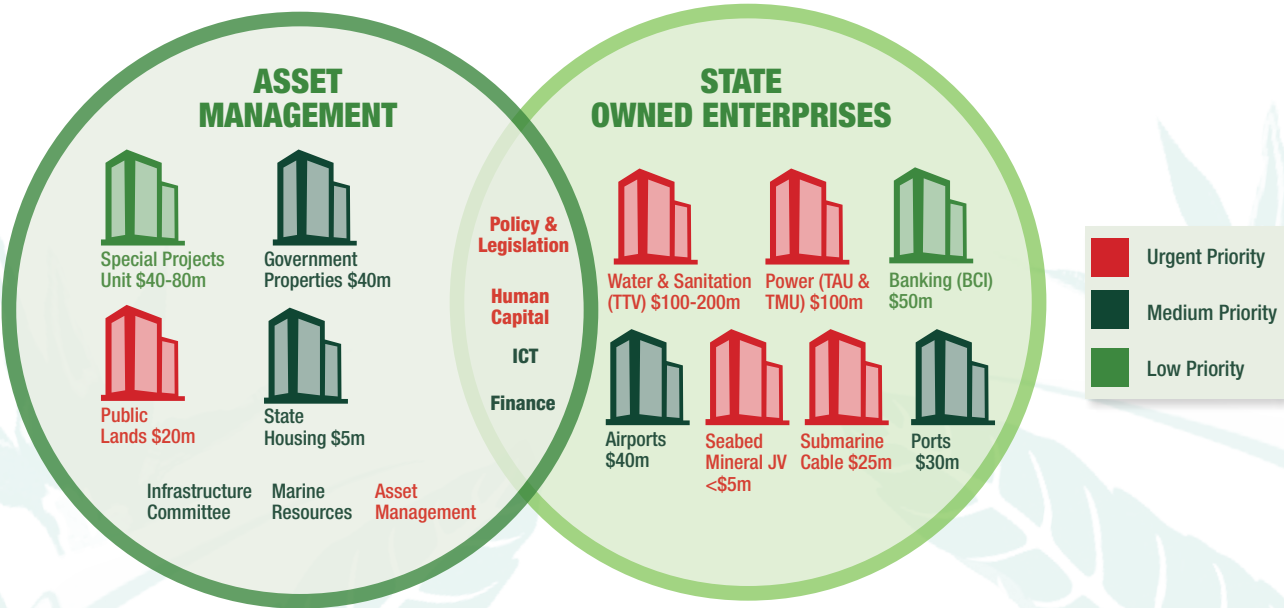 ASSET
MANAGEMENT
Special Projects
Unit $40-80m
Government
Properties $40m
Public
Lands $20m
State
Housing $5m
Infrastructure
Committee
Marine
Resources
Asset
Management
Policy &
Legislation
Human
Capital
ICT
Finance
STATE
OWNED ENTERPRISES
Water & Sanitation
(TTV) $100-200m
Power (TAU &
TMU) $100m
Banking (BCI)
$50m
Airports
$40m
Seabed
Mineral JV
<$5m
Submarine
Cable $25m
Ports
$30m
Urgent Priority
Medium Priority
Low Priority